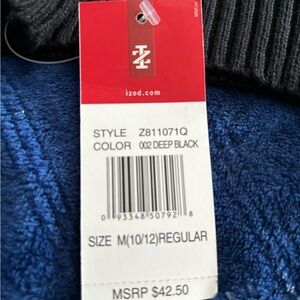 izod.com
STYLE Z811071Q
COLOR 002 DEEP BLACK
0 93348 50792 8
SIZE M(10/12)REGULAR
MSRP $42.50